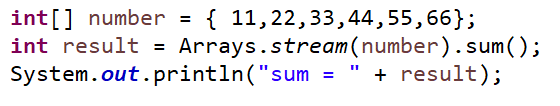 int[] number = { 11,22,33,44,55,66};
int result = Arrays.stream(number).sum();
System.out.println("sum = " + result);